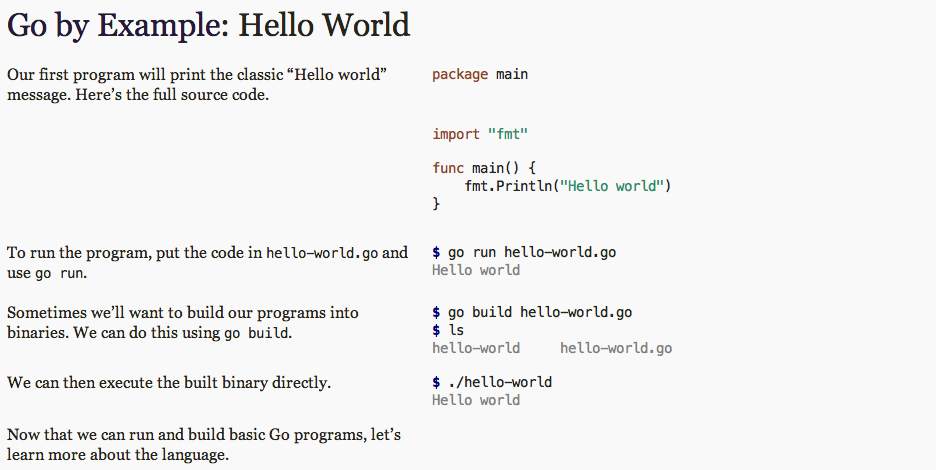 Go by Example: Hello World
Our first program will print the classic “Hello world”
message. Here’s the full source code.
package main
import "fmt"
func main() {
    fmt.Println("Hello world")
}
To run the program, put the code in hello-world.go and
use go run.
$ go run hello-world.go
Hello world
Sometimes we’ll want to build our programs into
binaries. We can do this using go build.
$ go build hello-world.go
$ ls
hello-world     hello-world.go
We can then execute the built binary directly.
$ ./hello-world
Hello world
Now that we can run and build basic Go programs, let’s
learn more about the language.